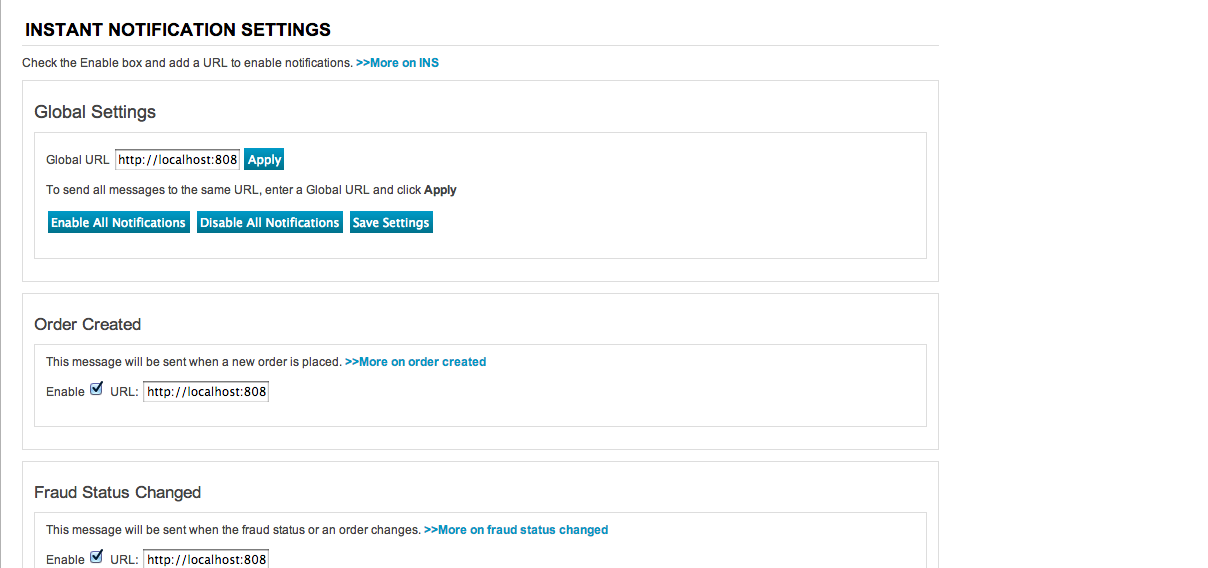 INSTANT NOTIFICATION SETTINGS
Check the Enable box and add a URL to enable notifications. >>More on INS
Global Settings
Global URL http://localhost:808 Apply
To send all messages to the same URL, enter a Global URL and click Apply
Enable All Notifications Disable All Notifications Save Settings
Order Created
This message will be sent when a new order is placed. >>More on order created
Enable URL: http://localhost:808
Fraud Status Changed
This message will be sent when the fraud status or an order changes. >>More on fraud status changed
Enable URL: http://localhost:808